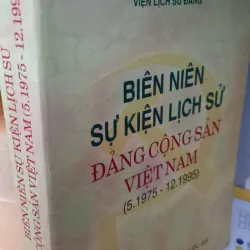 VIỆN LỊCH SỬ ĐẢNG
BIÊN NIÊN
SỰ KIỆN LỊCH SỬ
ĐẢNG CỘNG SẢN
VIỆT NAM
(5.1975 - 12.1995)
BIÊN NIÊN SỰ KIỆN LỊCH SỬ
CỘNG SẢN VIỆT NAM (5.1975 - 12.1995)